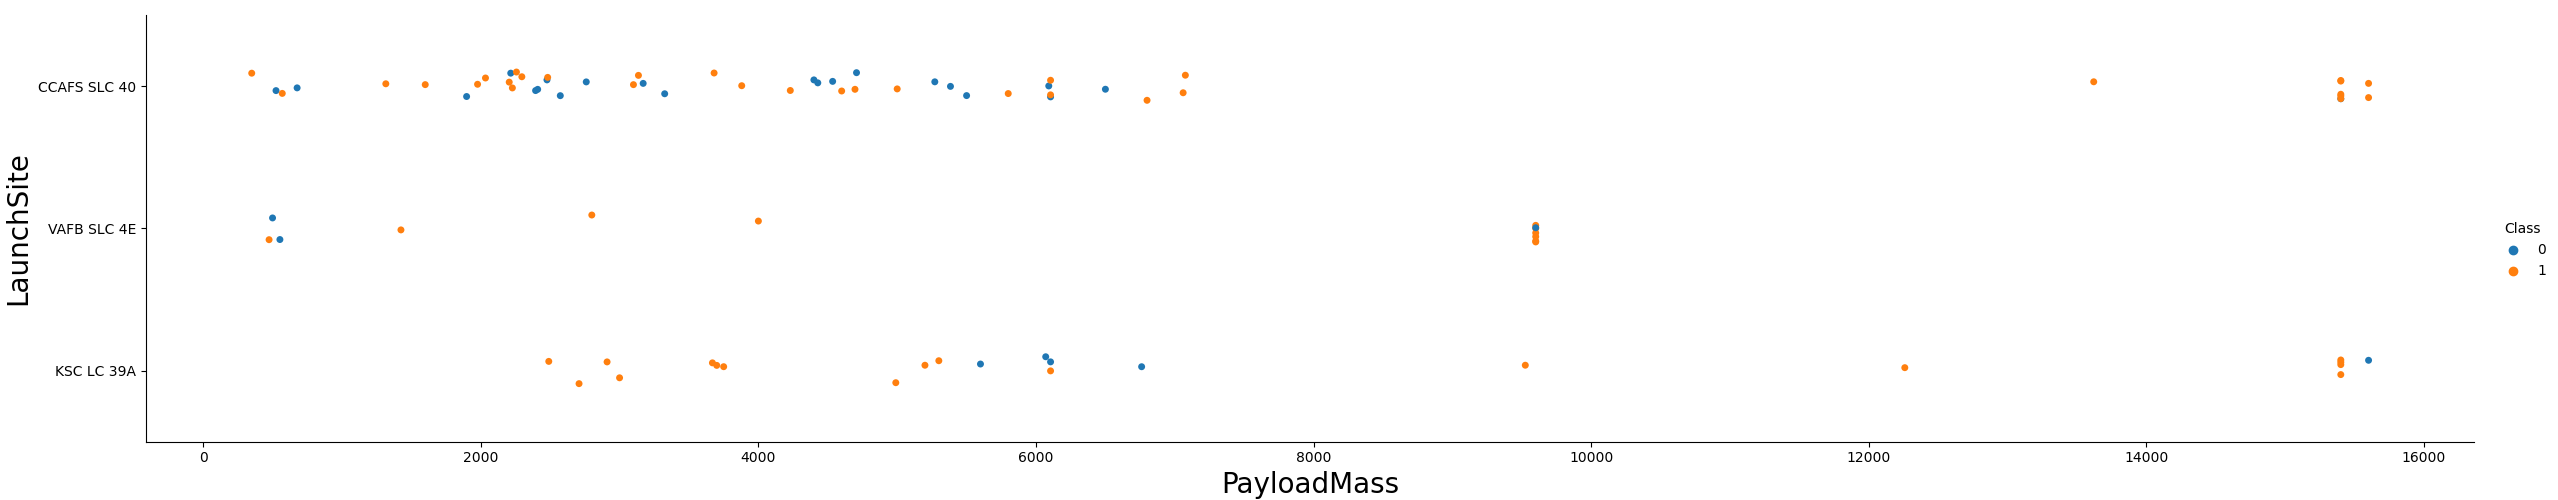 LaunchSite
CCAFS SLC 40
VAFB SLC 4E
KSC LC 39A
0 2000 4000 6000 8000 10000 12000 14000 16000
PayloadMass
Class
0
1